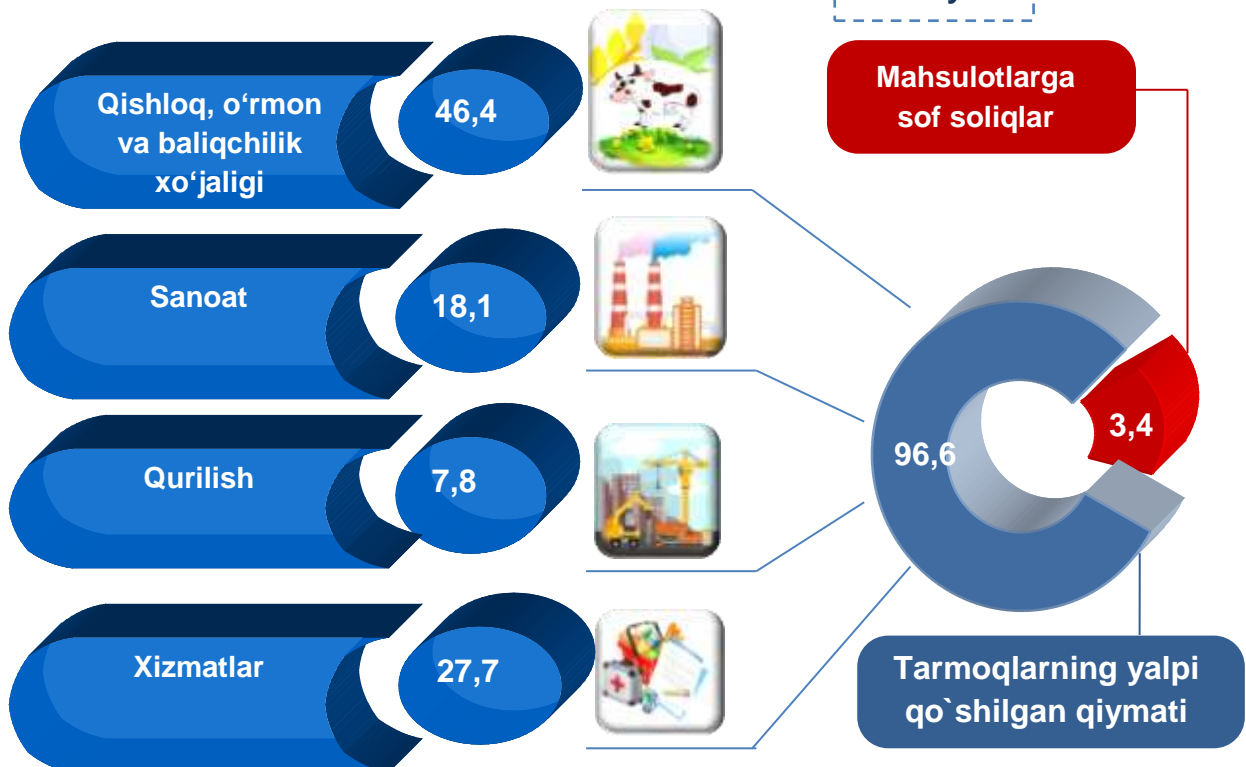 Qishloq, o‘rmon
va baliqchilik
xo‘jaligi
46,4
Sanoat
18,1
Qurilish
7,8
Xizmatlar
27,7
Mahsulotlarga
sof soliqlar
3,4
96,6
Tarmoqlarning yalpi
qo`shilgan qiymati